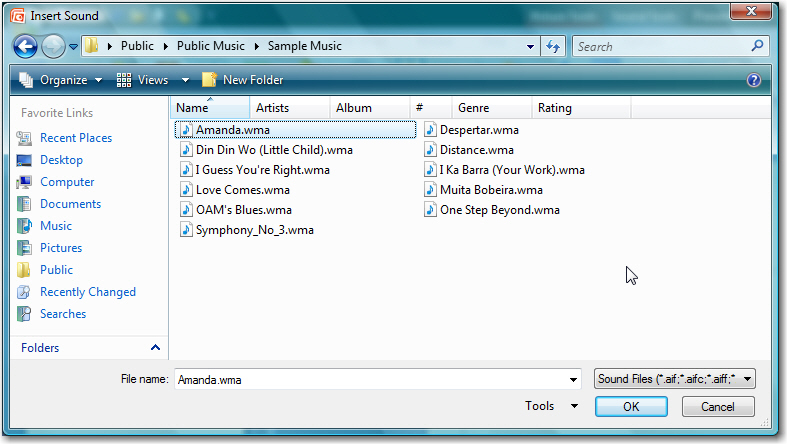 Insert Sound
Public Public Music Sample Music Search
Organize Views New Folder ?
Favorite Links
Recent Places
Desktop
Computer
Documents
Music
Pictures
Public
Recently Changed
Searches
Folders
Name Artists Album # Genre Rating
Amanda.wma Despertar.wma
Din Din Wo (Little Child).wma Distance.wma
I Guess You're Right.wma I Ka Barra (Your Work).wma
Love Comes.wma Muita Bobeira.wma
OAM's Blues.wma One Step Beyond.wma
Symphony_No_3.wma
File name: Amanda.wma Sound Files (*.aif;*.aifc;*.aiff;*
Tools OK Cancel